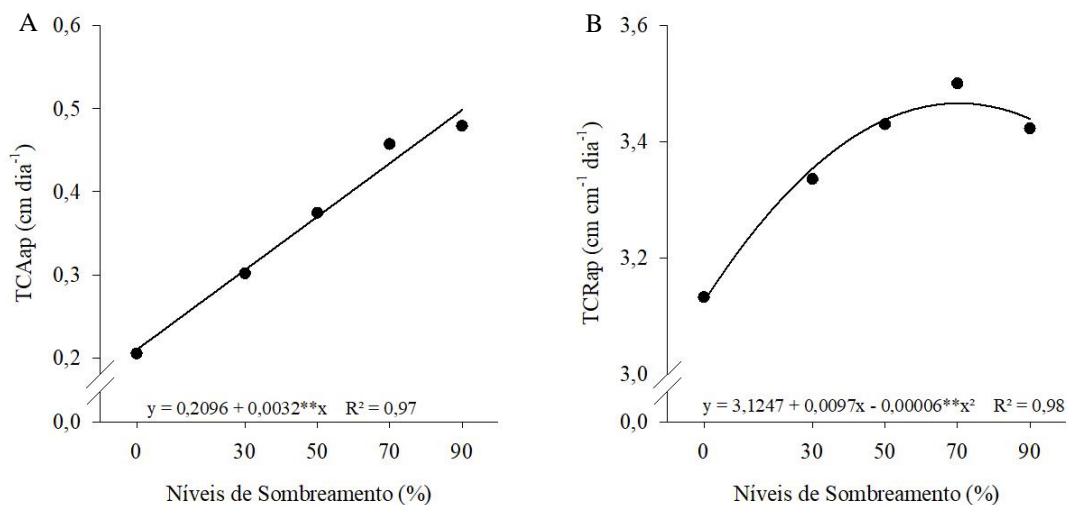 A
0,6
0,5
0,4
0,3
0,2
0,0
TCAap (cm dia⁻¹)
y = 0,2096 + 0,0032**x R² = 0,97
0 30 50 70 90
Níveis de Sombreamento (%)
B
3,6
3,4
3,2
3,0
0,0
TCRap (cm cm⁻¹ dia⁻¹)
y = 3,1247 + 0,0097x - 0,00006**x² R² = 0,98
0 30 50 70 90
Níveis de Sombreamento (%)